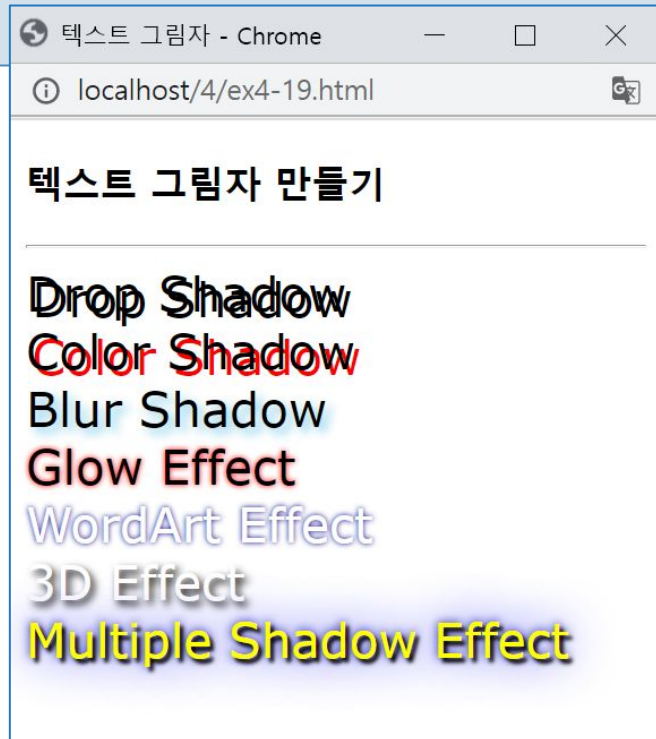 텍스트 그림자 - Chrome
localhost/4/ex4-19.html
텍스트 그림자 만들기
Drop Shadow
Color Shadow
Blur Shadow
Glow Effect
WordArt Effect
3D Effect
Multiple Shadow Effect